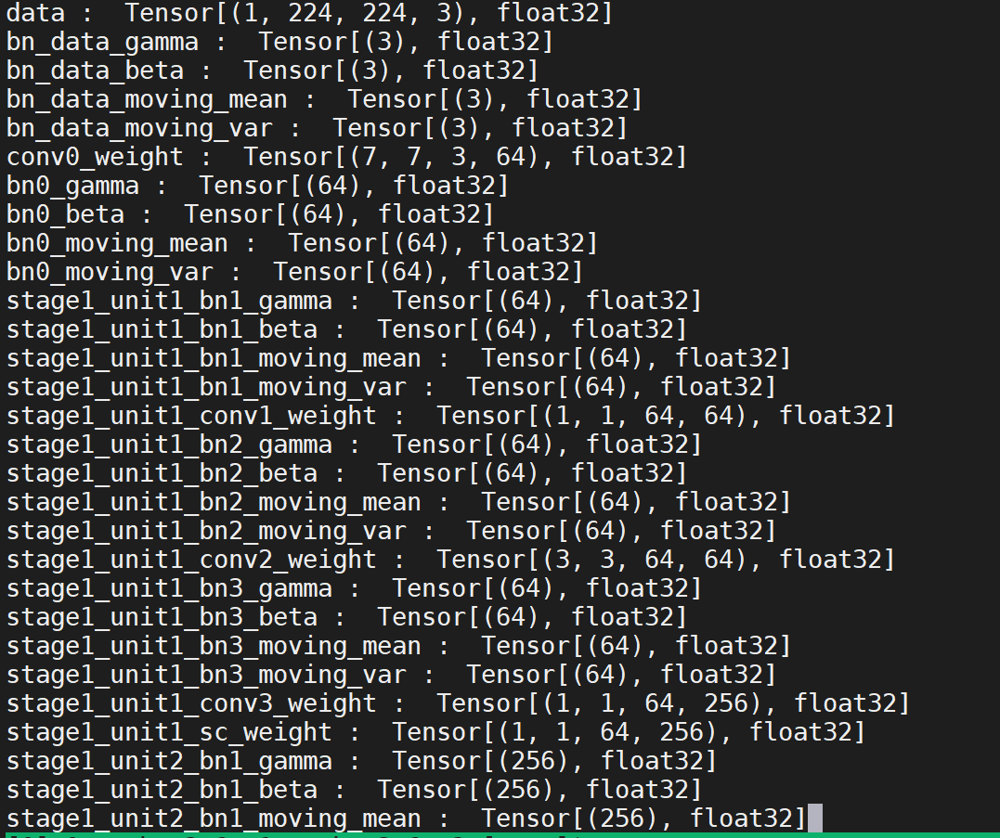 data :  Tensor[(1, 224, 224, 3), float32]
bn_data_gamma :  Tensor[(3), float32]
bn_data_beta :  Tensor[(3), float32]
bn_data_moving_mean :  Tensor[(3), float32]
bn_data_moving_var :  Tensor[(3), float32]
conv0_weight :  Tensor[(7, 7, 3, 64), float32]
bn0_gamma :  Tensor[(64), float32]
bn0_beta :  Tensor[(64), float32]
bn0_moving_mean :  Tensor[(64), float32]
bn0_moving_var :  Tensor[(64), float32]
stage1_unit1_bn1_gamma :  Tensor[(64), float32]
stage1_unit1_bn1_beta :  Tensor[(64), float32]
stage1_unit1_bn1_moving_mean :  Tensor[(64), float32]
stage1_unit1_bn1_moving_var :  Tensor[(64), float32]
stage1_unit1_conv1_weight :  Tensor[(1, 1, 64, 64), float32]
stage1_unit1_bn2_gamma :  Tensor[(64), float32]
stage1_unit1_bn2_beta :  Tensor[(64), float32]
stage1_unit1_bn2_moving_mean :  Tensor[(64), float32]
stage1_unit1_bn2_moving_var :  Tensor[(64), float32]
stage1_unit1_conv2_weight :  Tensor[(3, 3, 64, 64), float32]
stage1_unit1_bn3_gamma :  Tensor[(64), float32]
stage1_unit1_bn3_beta :  Tensor[(64), float32]
stage1_unit1_bn3_moving_mean :  Tensor[(64), float32]
stage1_unit1_bn3_moving_var :  Tensor[(64), float32]
stage1_unit1_conv3_weight :  Tensor[(1, 1, 64, 256), float32]
stage1_unit1_sc_weight :  Tensor[(1, 1, 64, 256), float32]
stage1_unit2_bn1_gamma :  Tensor[(256), float32]
stage1_unit2_bn1_beta :  Tensor[(256), float32]
stage1_unit2_bn1_moving_mean :  Tensor[(256), float32]